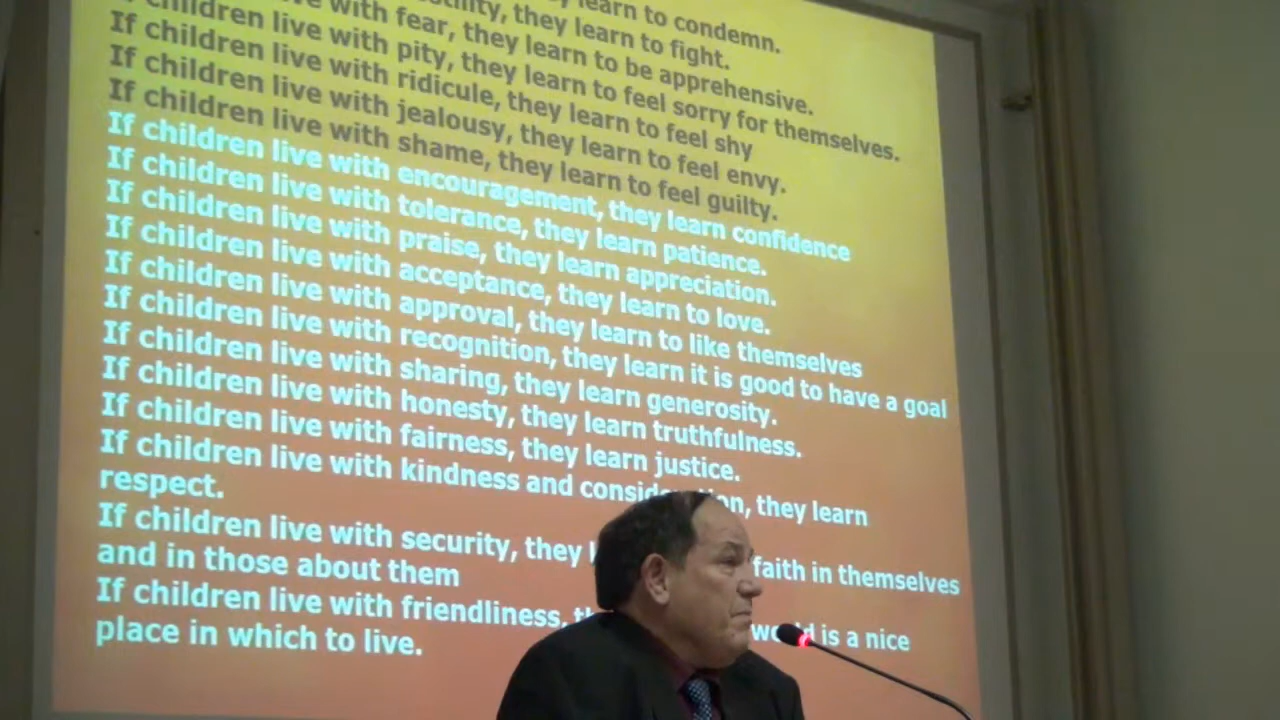 learn to condemn.
they learn to fight.
with fear, they learn to be apprehensive.
If children live with pity, they learn to feel sorry for themselves.
If children live with ridicule, they learn to feel shy
If children live with jealousy, they learn to feel envy.
If children live with shame, they learn to feel guilty.
If children live with encouragement, they learn confidence
If children live with tolerance, they learn patience.
If children live with praise, they learn appreciation.
If children live with acceptance, they learn to love.
If children live with approval, they learn to like themselves
If children live with recognition, they learn it is good to have a goal
If children live with sharing, they learn generosity.
If children live with honesty, they learn truthfulness.
If children live with fairness, they learn justice.
If children live with kindness and they learn
respect.
If children live with security, they faith in themselves
and in those about them
If children live with friendliness, is a nice
place in which to live.